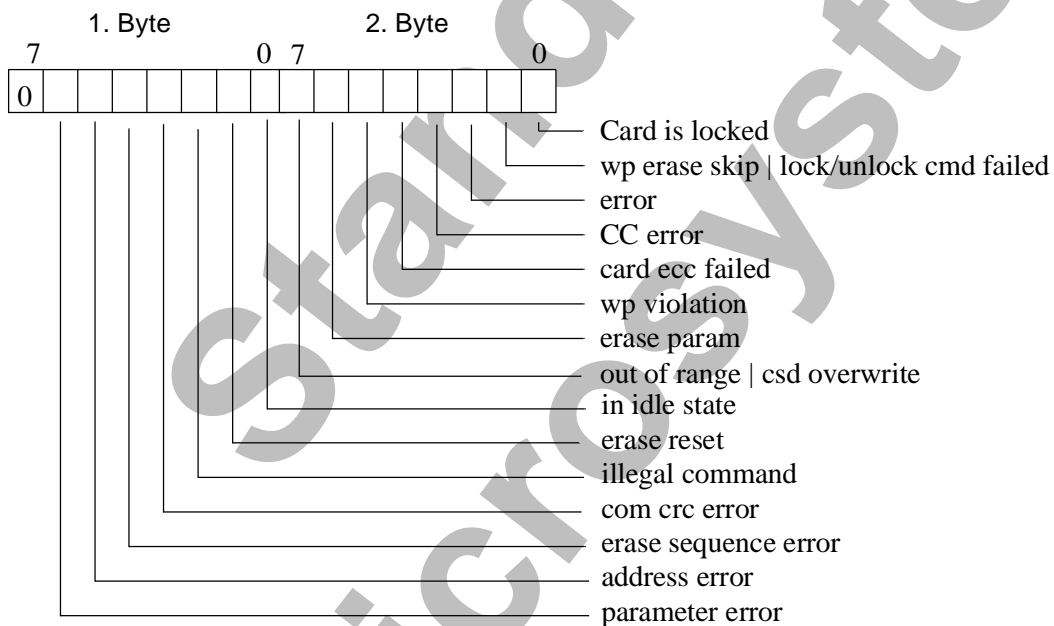 1. Byte 2. Byte
7 0 7 0
0
Card is locked
wp erase skip | lock/unlock cmd failed
error
CC error
card ecc failed
wp violation
erase param
out of range | csd overwrite
in idle state
erase reset
illegal command
com crc error
erase sequence error
address error
parameter error